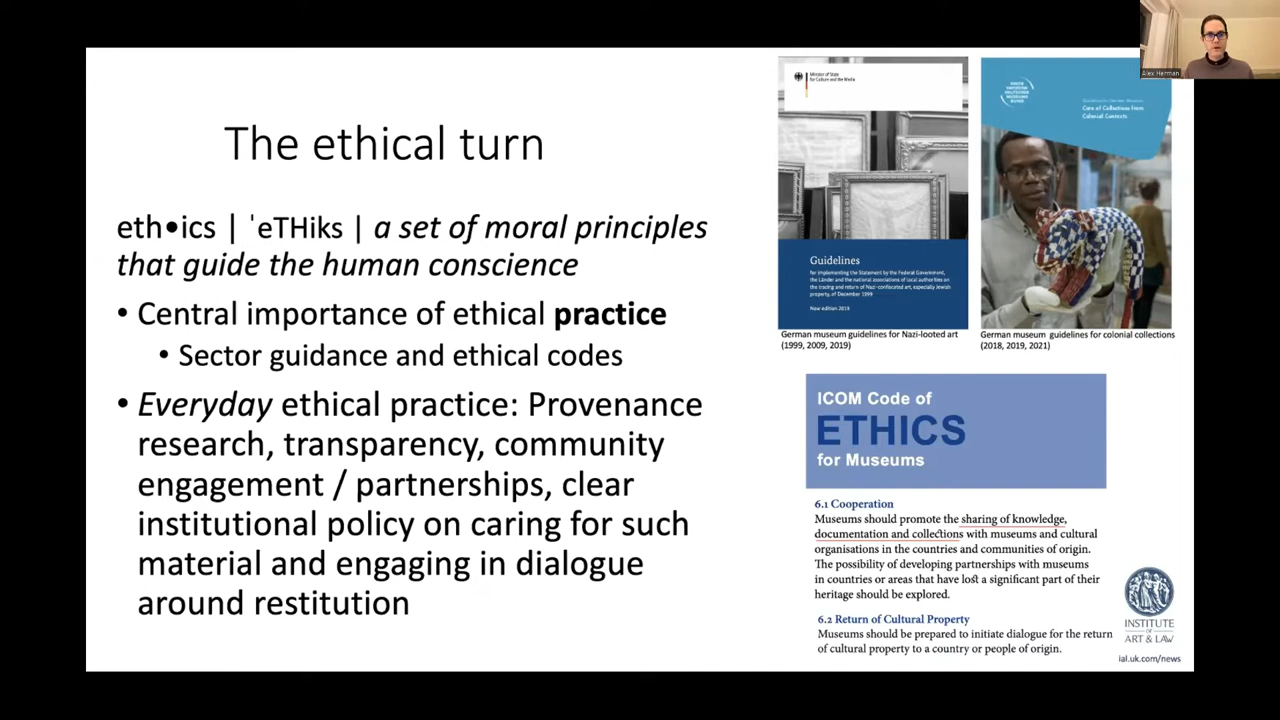 The ethical turn
eth•ics | ˈeTHiks | a set of moral principles
that guide the human conscience
• Central importance of ethical practice
• Sector guidance and ethical codes
• Everyday ethical practice: Provenance
research, transparency, community
engagement / partnerships, clear
institutional policy on caring for such
material and engaging in dialogue
around restitution
Minister of State
for Culture and the Media
Guidelines
for implementing the Statement by the Federal Government,
the Länder and the national associations of local authorities on
the tracing and return of Nazi-confiscated art, especially Jewish
property, of December 1999
New edition 2019
German museum guidelines for Nazi-looted art
(1999, 2009, 2019)
Care of Collections from
Colonial Contexts
German museum guidelines for colonial collections
(2018, 2019, 2021)
ICOM Code of
ETHICS
for Museums
6.1 Cooperation
Museums should promote the sharing of knowledge,
documentation and collections with museums and cultural
organisations in the countries and communities of origin.
The possibility of developing partnerships with museums
in countries or areas that have lost a significant part of their
heritage should be explored.
6.2 Return of Cultural Property
Museums should be prepared to initiate dialogue for the return
of cultural property to a country or people of origin.
INSTITUTE
OF
ART & LAW
ial.uk.com/news
Alex Herman